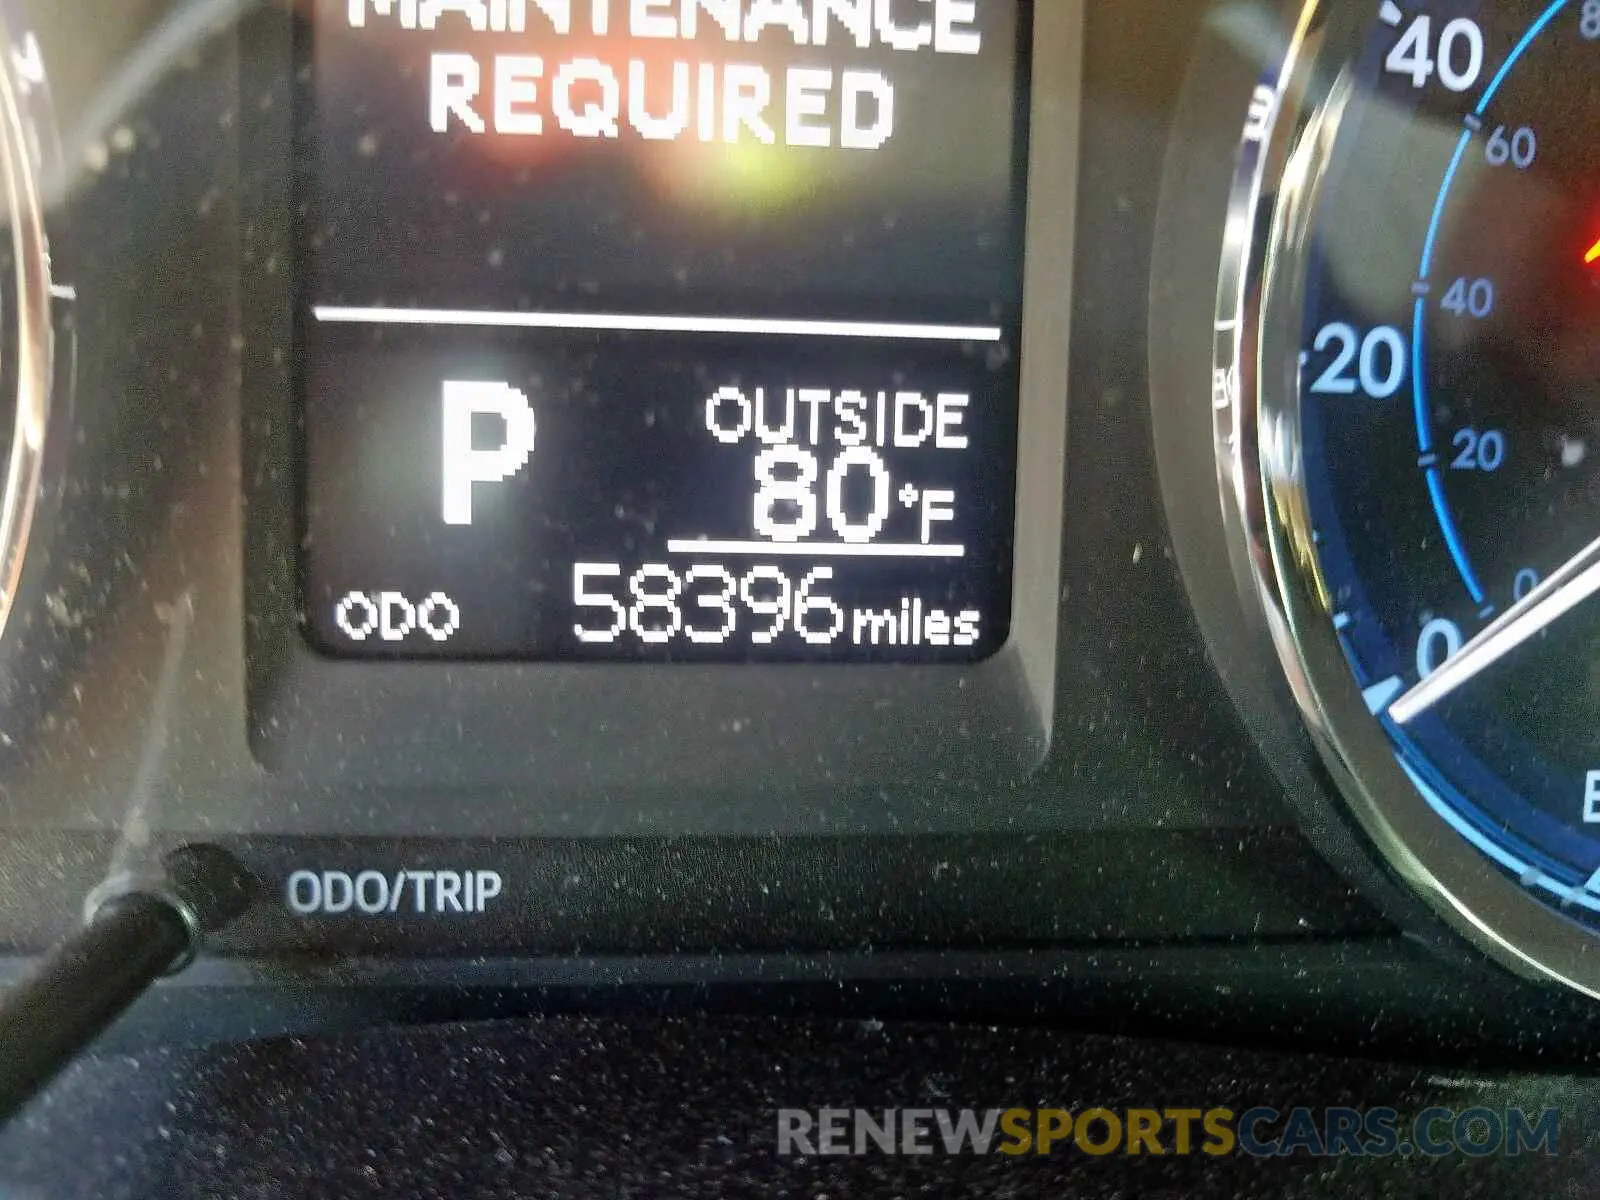 MAINTENANCE
REQUIRED
P
OUTSIDE
80°F
ODO 58396 miles
ODO/TRIP
40
60
40
20
20
0
0
RENEWSPORTSCARS.COM